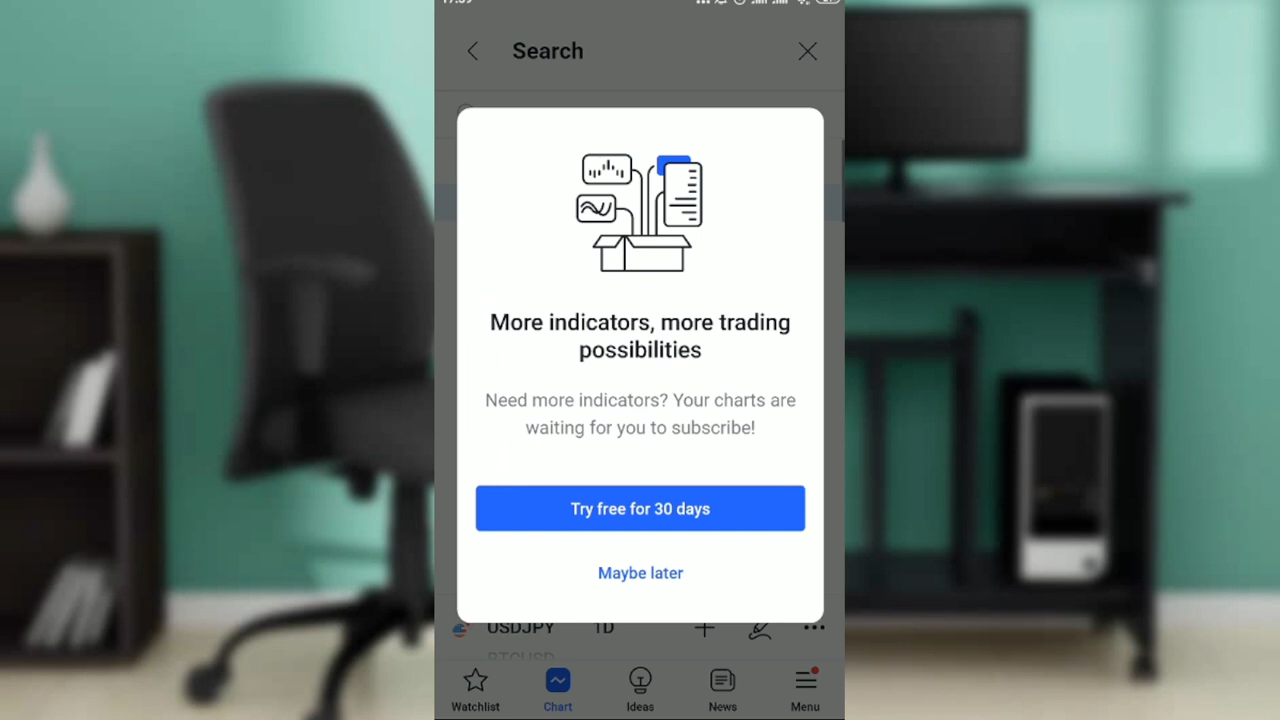 Search
More indicators, more trading
possibilities
Need more indicators? Your charts are
waiting for you to subscribe!
Try free for 30 days
Maybe later
USDJPY 1D
BTCUSD
Watchlist Chart Ideas News Menu